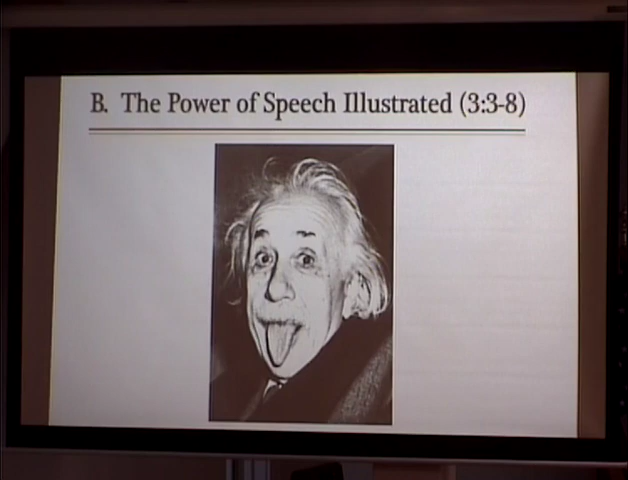 B. The Power of Speech Illustrated (3:3-8)